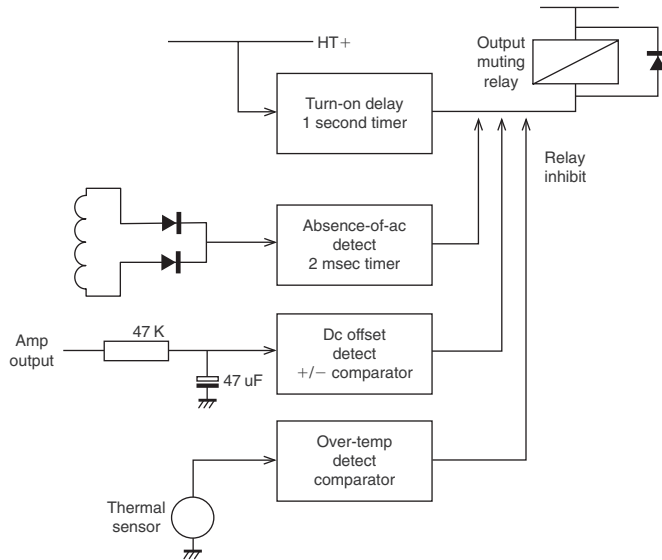 HT+
Output
muting
relay
Turn-on delay
1 second timer
Relay
inhibit
Absence-of-ac
detect
2 msec timer
Amp
output
47 K
47 uF
Dc offset
detect
+/− comparator
Over-temp
detect
comparator
Thermal
sensor